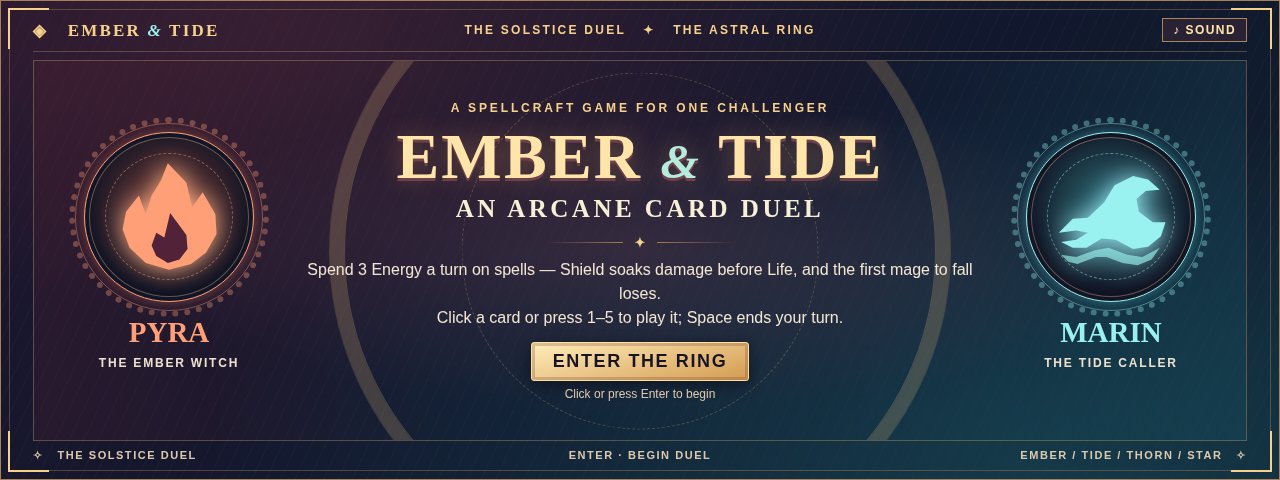 ◈ EMBER & TIDE
THE SOLSTICE DUEL ✦ THE ASTRAL RING
♪ SOUND
A SPELLCRAFT GAME FOR ONE CHALLENGER
EMBER & TIDE
AN ARCANE CARD DUEL
✦
Spend 3 Energy a turn on spells — Shield soaks damage before Life, and the first mage to fall
loses.
Click a card or press 1–5 to play it; Space ends your turn.
ENTER THE RING
Click or press Enter to begin
PYRA
THE EMBER WITCH
MARIN
THE TIDE CALLER
✧ THE SOLSTICE DUEL
ENTER · BEGIN DUEL
EMBER / TIDE / THORN / STAR ✧